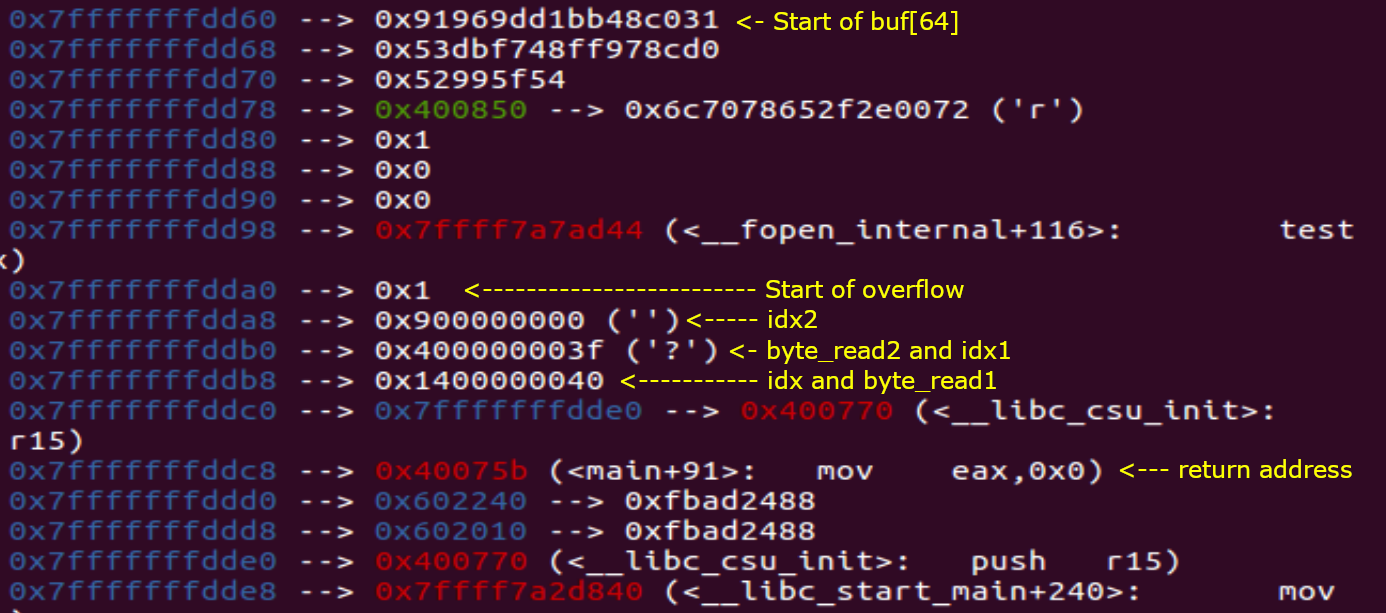 0x7fffffffdd60 --> 0x91969dd1bb48c031 <- Start of buf[64]
0x7fffffffdd68 --> 0x53dbf748ff978cd0
0x7fffffffdd70 --> 0x52995f54
0x7fffffffdd78 --> 0x400850 --> 0x6c7078652f2e0072 ('r')
0x7fffffffdd80 --> 0x1
0x7fffffffdd88 --> 0x0
0x7fffffffdd90 --> 0x0
0x7fffffffdd98 --> 0x7ffff7a7ad44 (<__fopen_internal+116>: test
x)
0x7fffffffdda0 --> 0x1 <------------------------- Start of overflow
0x7fffffffdda8 --> 0x900000000 ('') <----- idx2
0x7fffffffddb0 --> 0x400000003f ('?') <- byte_read2 and idx1
0x7fffffffddb8 --> 0x1400000040 <----------- idx and byte_read1
0x7fffffffddc0 --> 0x7fffffffdde0 --> 0x400770 (<__libc_csu_init>:
r15)
0x7fffffffddc8 --> 0x40075b (<main+91>: mov eax,0x0) <--- return address
0x7fffffffddd0 --> 0x602240 --> 0xfbad2488
0x7fffffffddd8 --> 0x602010 --> 0xfbad2488
0x7fffffffdde0 --> 0x400770 (<__libc_csu_init>: push r15)
0x7fffffffdde8 --> 0x7ffff7a2d840 (<__libc_start_main+240>: mov